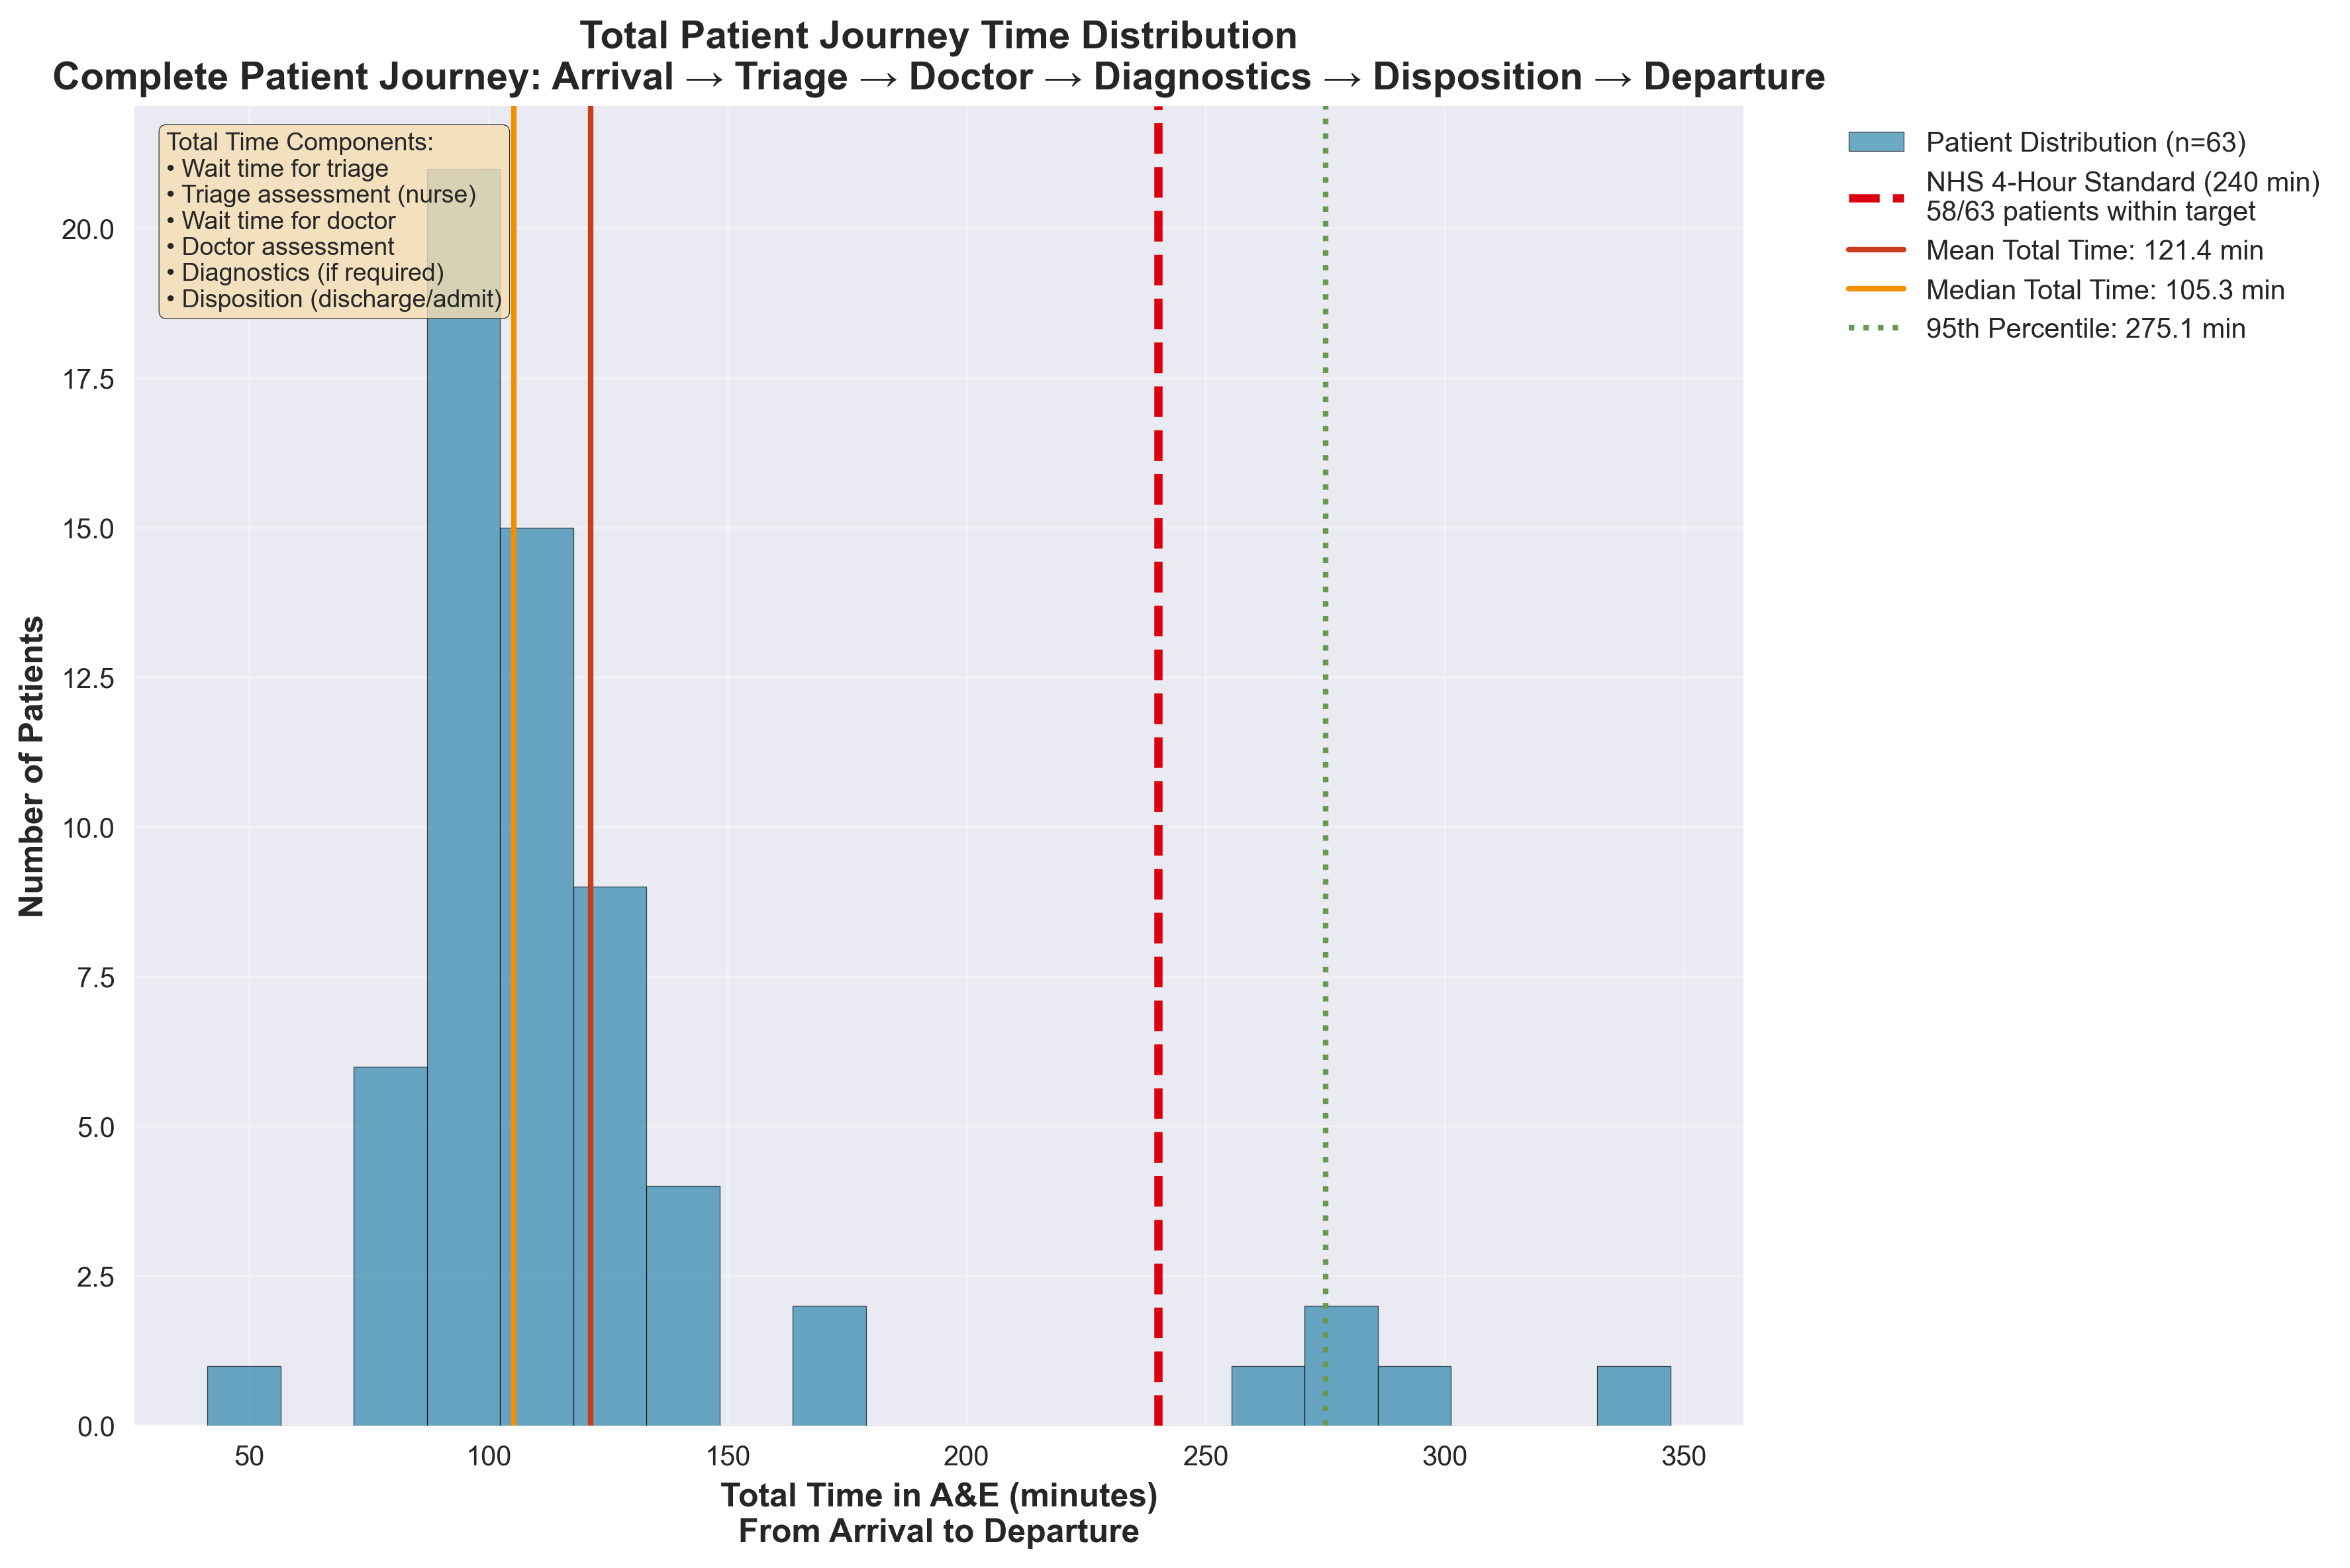 Total Patient Journey Time Distribution
Complete Patient Journey: Arrival → Triage → Doctor → Diagnostics → Disposition → Departure
Total Time Components:
• Wait time for triage
• Triage assessment (nurse)
• Wait time for doctor
• Doctor assessment
• Diagnostics (if required)
• Disposition (discharge/admit)
Patient Distribution (n=63)
NHS 4-Hour Standard (240 min)
58/63 patients within target
Mean Total Time: 121.4 min
Median Total Time: 105.3 min
95th Percentile: 275.1 min
Number of Patients
20.0
17.5
15.0
12.5
10.0
7.5
5.0
2.5
0.0
50 100 150 200 250 300 350
Total Time in A&E (minutes)
From Arrival to Departure